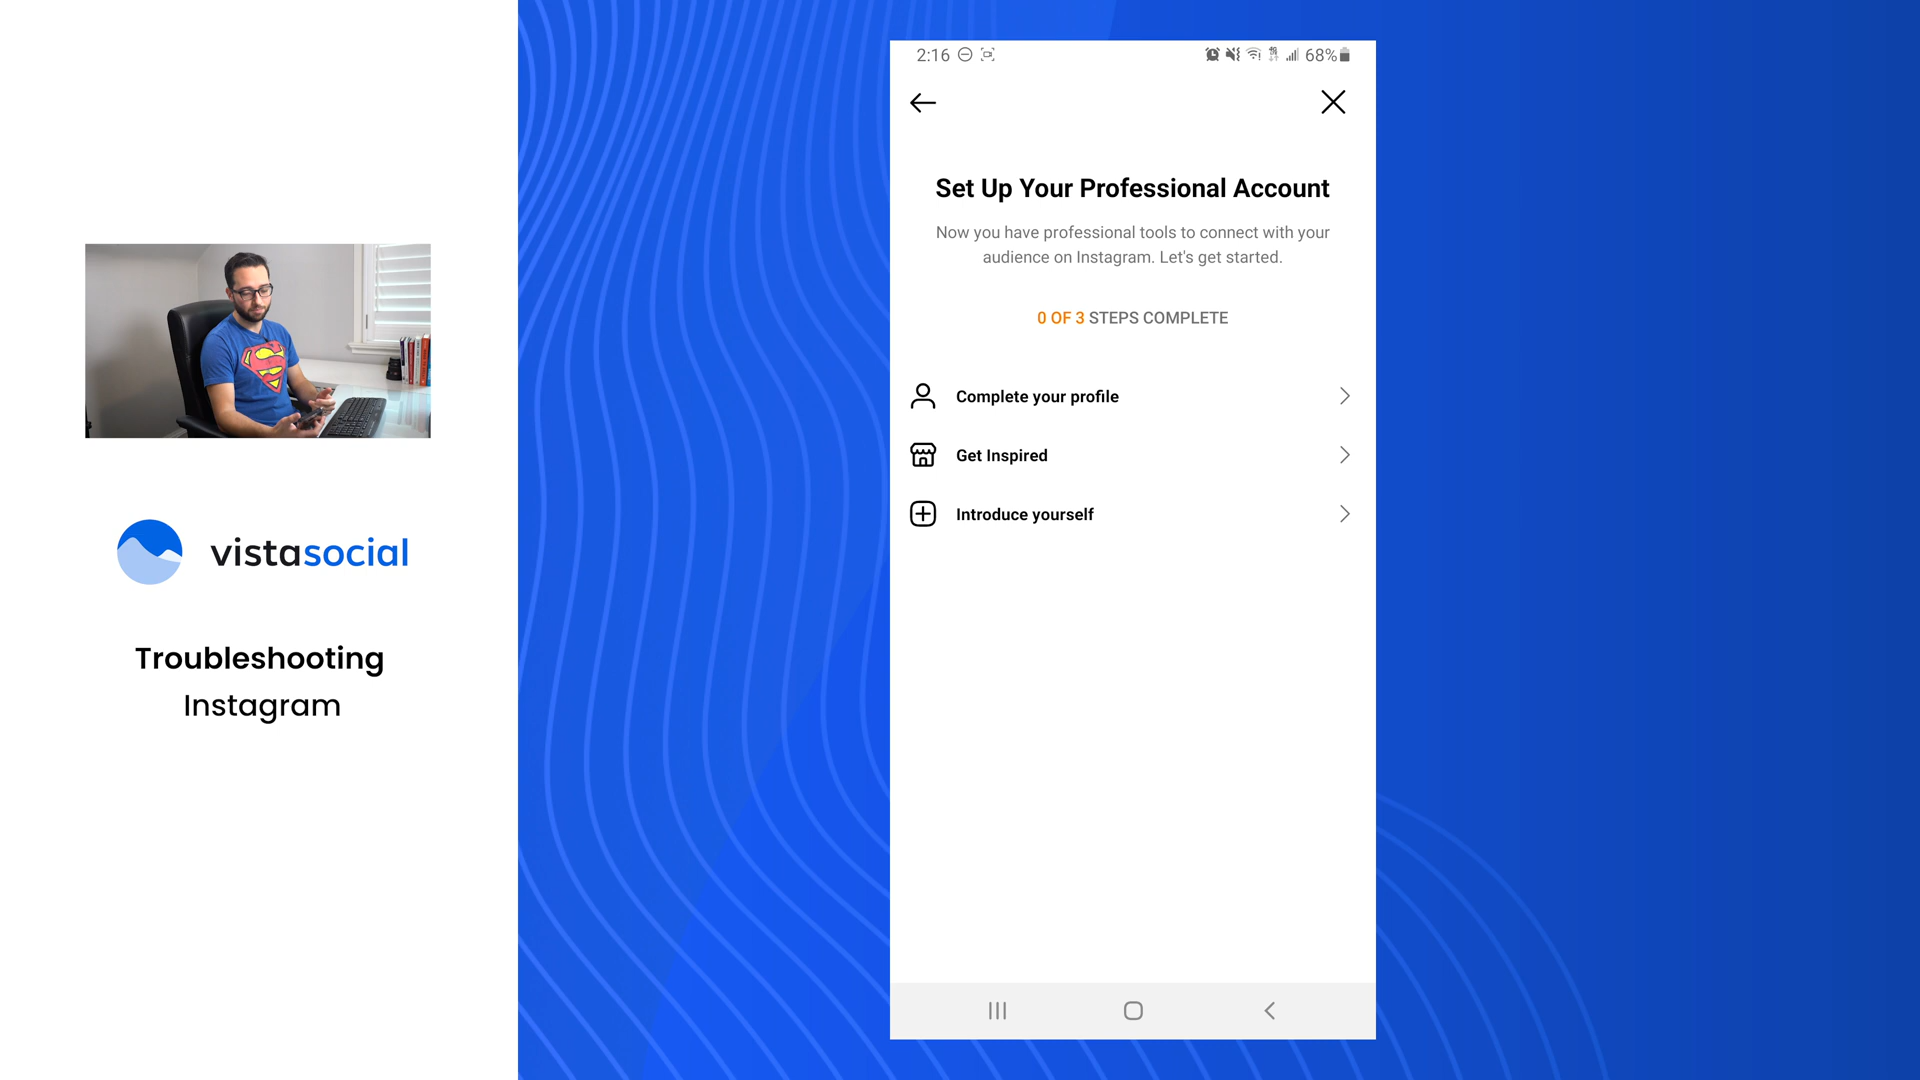 vistasocial
Troubleshooting
Instagram
2:16
68%
Set Up Your Professional Account
Now you have professional tools to connect with your
audience on Instagram. Let's get started.
0 OF 3 STEPS COMPLETE
Complete your profile
Get Inspired
Introduce yourself